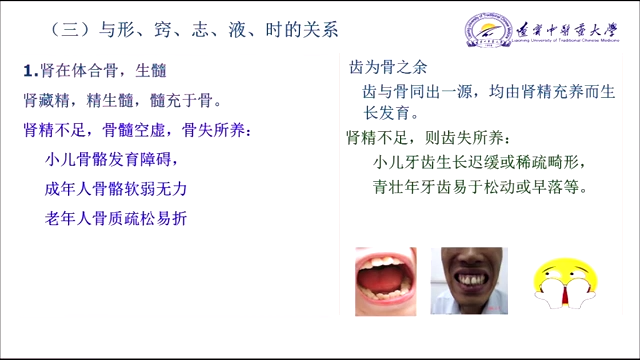 （三）与形、窍、志、液、时的关系
辽宁中医药大学
Liaoning University of Traditional Chinese Medicine
1.肾在体合骨，生髓
肾藏精，精生髓，髓充于骨。
肾精不足，骨髓空虚，骨失所养：
小儿骨骼发育障碍，
成年人骨骼软弱无力
老年人骨质疏松易折
齿为骨之余
齿与骨同出一源，均由肾精充养而生
长发育。
肾精不足，则齿失所养：
小儿牙齿生长迟缓或稀疏畸形，
青壮年牙齿易于松动或早落等。